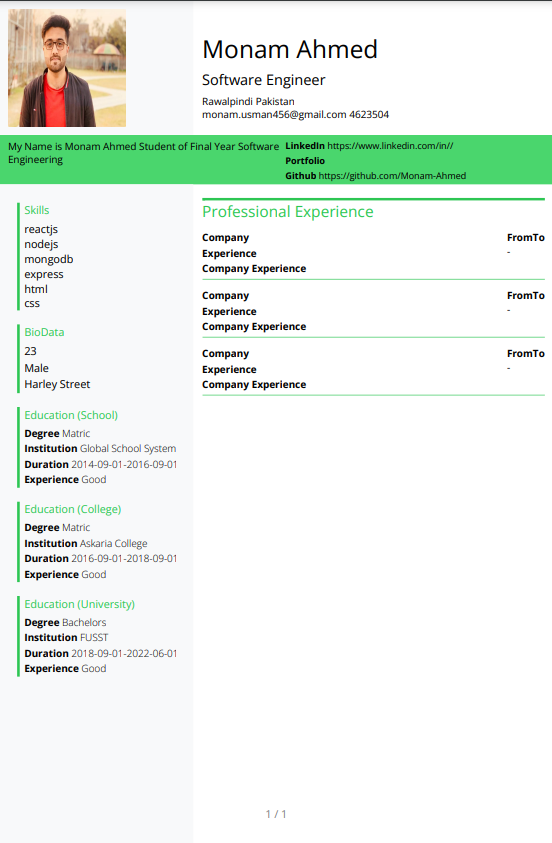 Monam Ahmed
Software Engineer
Rawalpindi Pakistan
monam.usman456@gmail.com 4623504
My Name is Monam Ahmed Student of Final Year Software
Engineering
LinkedIn https://www.linkedin.com/in//
Portfolio
Github https://github.com/Monam-Ahmed
Skills
reactjs
nodejs
mongodb
express
html
css
BioData
23
Male
Harley Street
Education (School)
Degree Matric
Institution Global School System
Duration 2014-09-01-2016-09-01
Experience Good
Education (College)
Degree Matric
Institution Askaria College
Duration 2016-09-01-2018-09-01
Experience Good
Education (University)
Degree Bachelors
Institution FUSST
Duration 2018-09-01-2022-06-01
Experience Good
Professional Experience
Company FromTo
Experience -
Company Experience
Company FromTo
Experience -
Company Experience
Company FromTo
Experience -
Company Experience
1 / 1